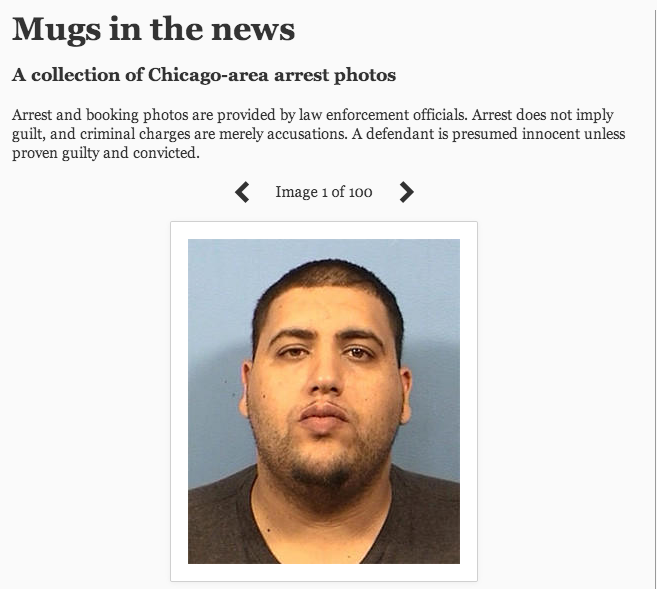 Mugs in the news
A collection of Chicago-area arrest photos
Arrest and booking photos are provided by law enforcement officials. Arrest does not imply
guilt, and criminal charges are merely accusations. A defendant is presumed innocent unless
proven guilty and convicted.
Image 1 of 100